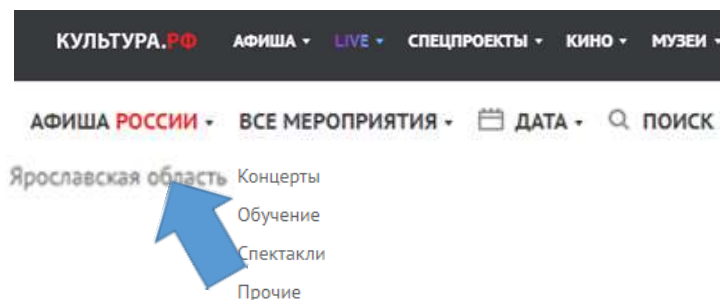 КУЛЬТУРА.РФ АФИША LIVE СПЕЦПРОЕКТЫ КИНО МУЗЕИ
АФИША РОССИИ ВСЕ МЕРОПРИЯТИЯ ДАТА ПОИСК
Ярославская область Концерты
Обучение
Спектакли
Прочие